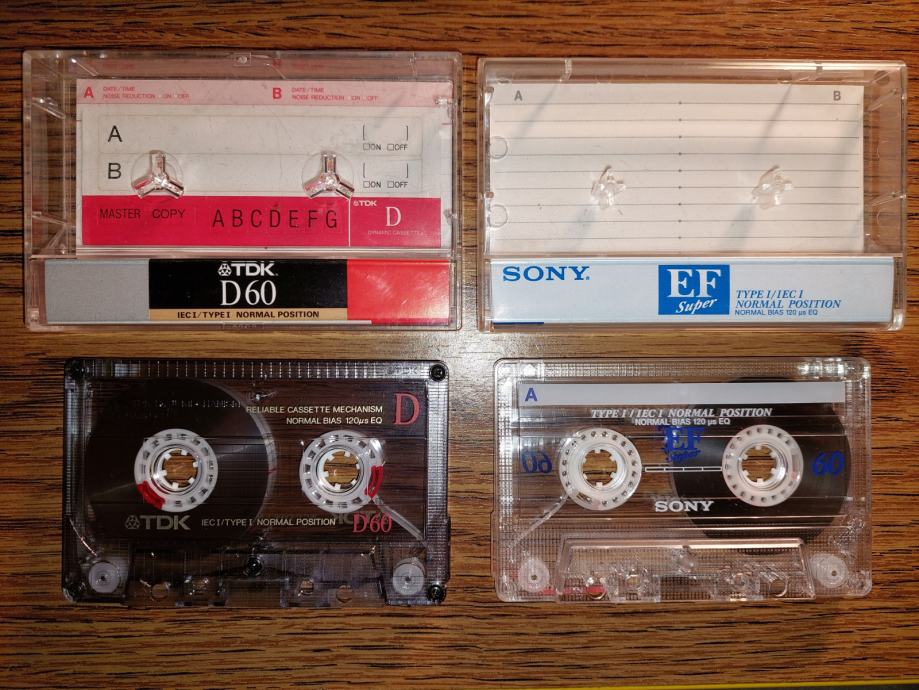 A DATE/TIME NOISE REDUCTION □ON □OFF
B DATE/TIME NOISE REDUCTION □ON □OFF
A
□ON □OFF
B
□ON □OFF
MASTER COPY ABCDEFG
TDK
D
DYNAMIC CASSETTE
TDK
D60
IEC I/TYPE I NORMAL POSITION
A B
SONY
EF
Super
TYPE I/IEC I
NORMAL POSITION
NORMAL BIAS 120 µs EQ
RELIABLE CASSETTE MECHANISM
NORMAL BIAS 120µs EQ
D
TDK IEC I/TYPE I NORMAL POSITION D60
A
TYPE I/IEC I NORMAL POSITION
NORMAL BIAS 120 µs EQ
EF
Super
60
60
SONY